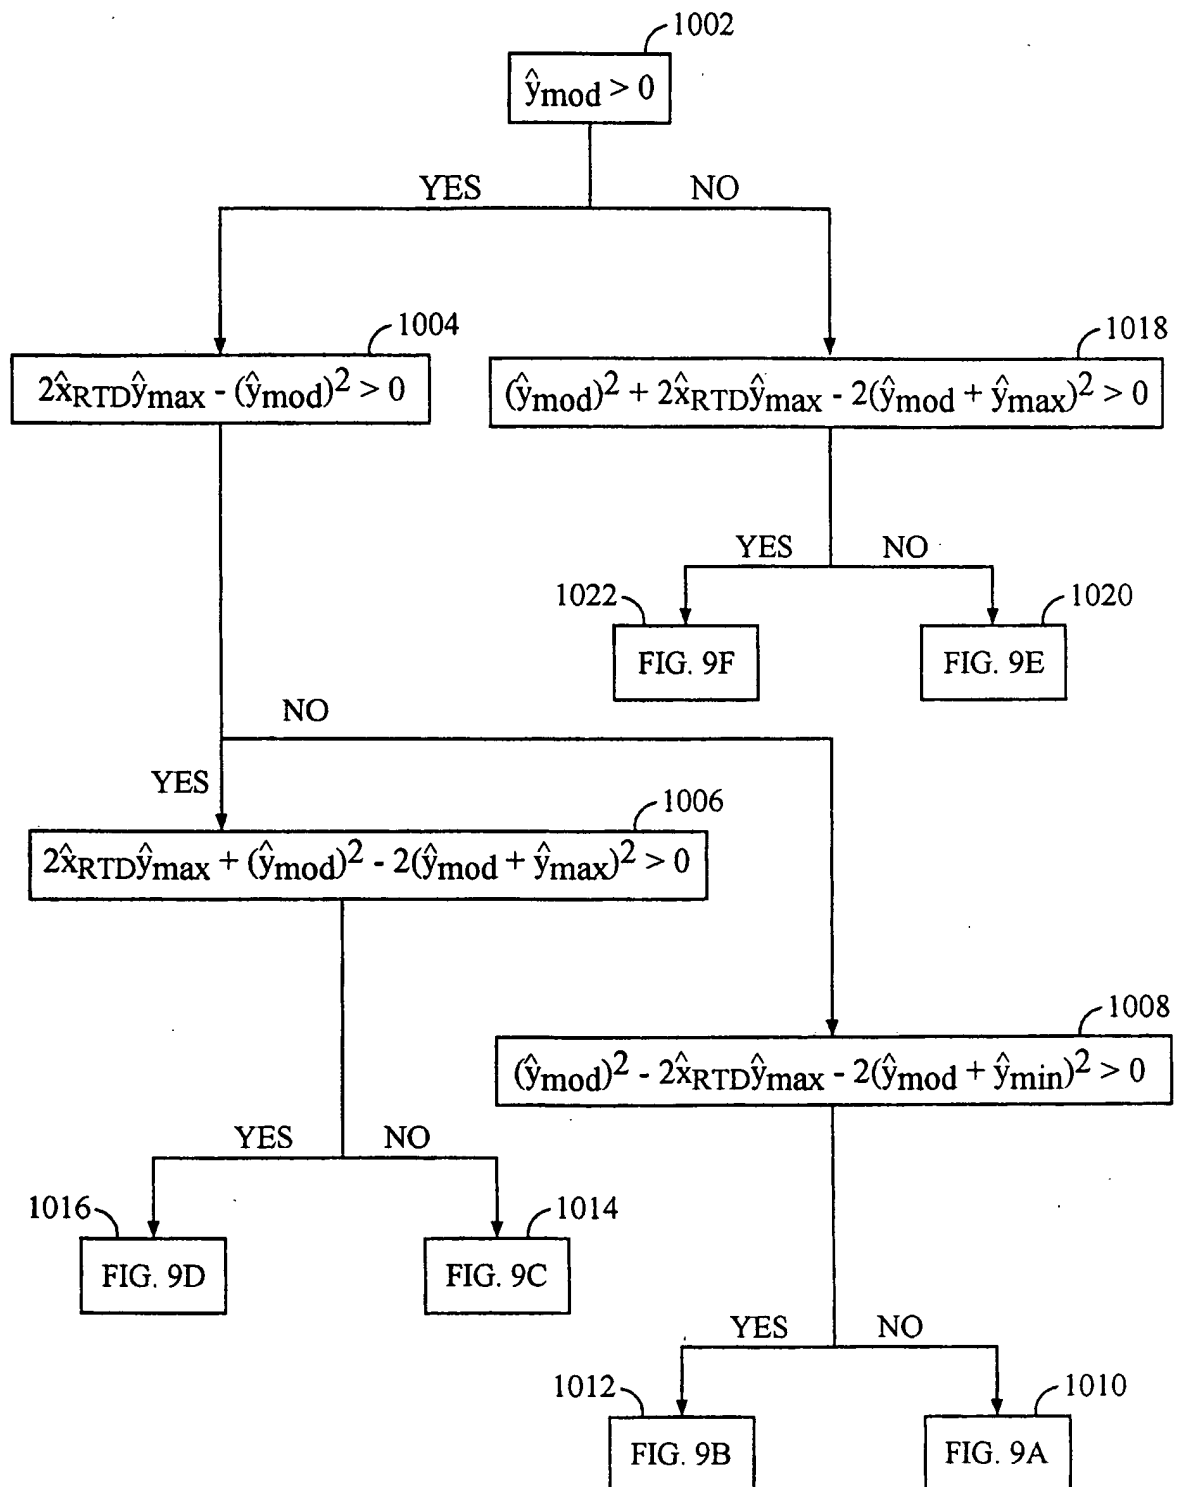 1002
ŷmod > 0
YES
NO
1004
2x̂RTDŷmax - (ŷmod)2 > 0
1018
(ŷmod)2 + 2x̂RTDŷmax - 2(ŷmod + ŷmax)2 > 0
YES
NO
1022
FIG. 9F
1020
FIG. 9E
NO
YES
1006
2x̂RTDŷmax + (ŷmod)2 - 2(ŷmod + ŷmax)2 > 0
1008
(ŷmod)2 - 2x̂RTDŷmax - 2(ŷmod + ŷmin)2 > 0
YES
NO
1016
FIG. 9D
1014
FIG. 9C
YES
NO
1012
FIG. 9B
1010
FIG. 9A